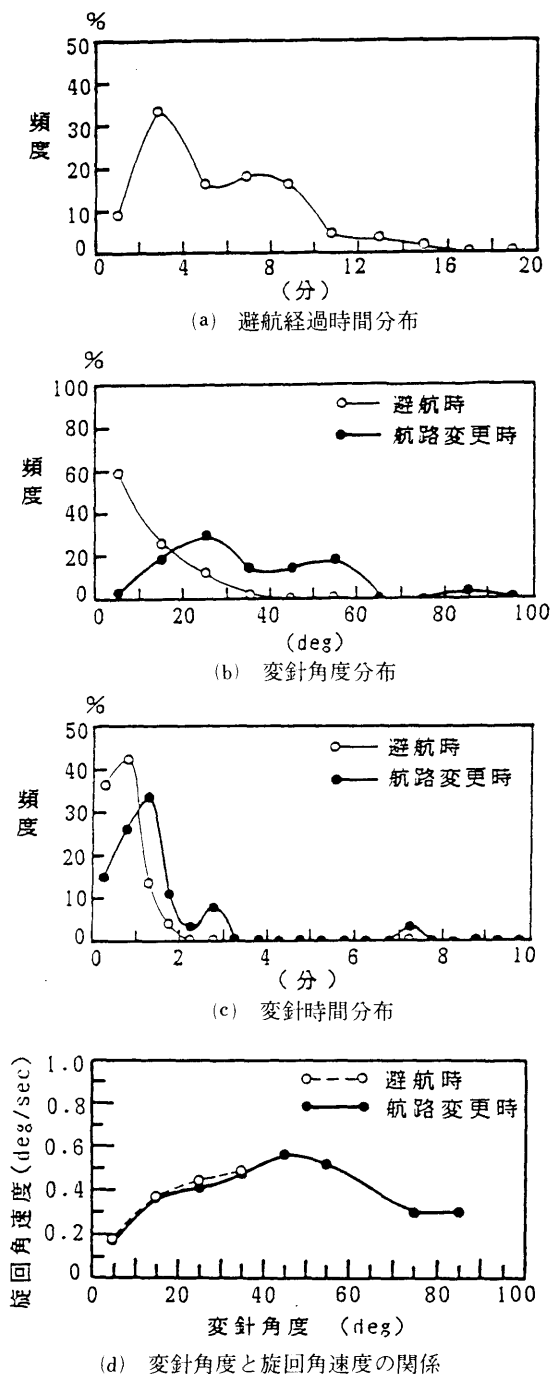 %
50
40
30
20
10
0
頻度
0 4 8 12 16 20
(分)
(a) 避航経過時間分布
%
100
80
60
40
20
0
頻度
避航時
航路変更時
0 20 40 60 80 100
(deg)
(b) 変針角度分布
%
50
40
30
20
10
0
頻度
避航時
航路変更時
0 2 4 6 8 10
(分)
(c) 変針時間分布
旋回角速度(deg/sec)
1.0
0.8
0.6
0.4
0.2
0
避航時
航路変更時
0 20 40 60 80 100
変針角度 (deg)
(d) 変針角度と旋回角速度の関係